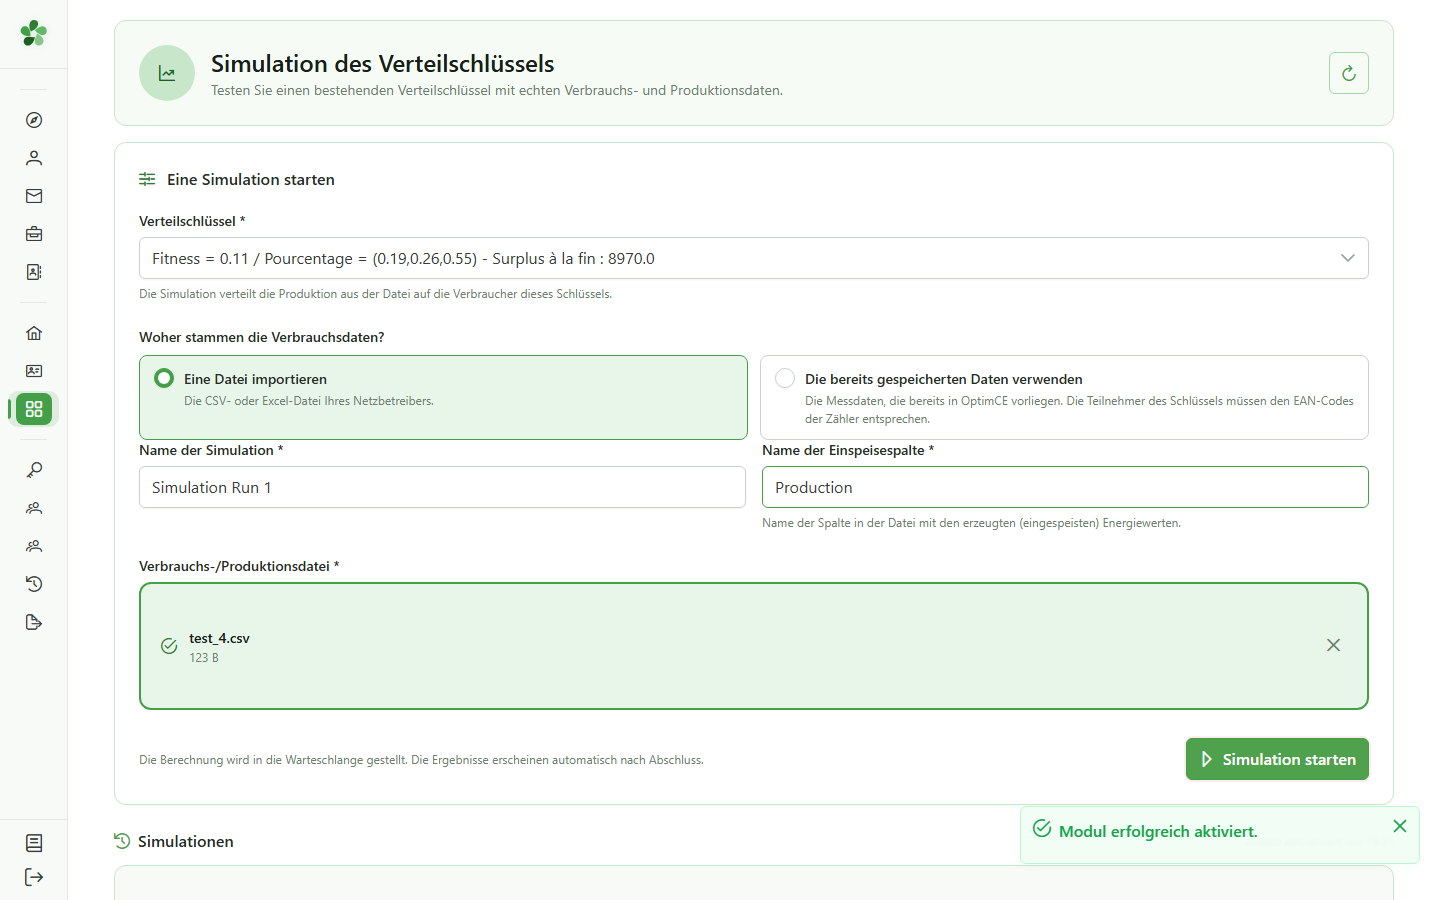 Simulation des Verteilschlüssels
Testen Sie einen bestehenden Verteilschlüssel mit echten Verbrauchs- und Produktionsdaten.
Eine Simulation starten
Verteilschlüssel *
Fitness = 0.11 / Pourcentage = (0.19,0.26,0.55) - Surplus à la fin : 8970.0
Die Simulation verteilt die Produktion aus der Datei auf die Verbraucher dieses Schlüssels.
Woher stammen die Verbrauchsdaten?
Eine Datei importieren
Die CSV- oder Excel-Datei Ihres Netzbetreibers.
Die bereits gespeicherten Daten verwenden
Die Messdaten, die bereits in OptimCE vorliegen. Die Teilnehmer des Schlüssels müssen den EAN-Codes
der Zähler entsprechen.
Name der Simulation *
Simulation Run 1
Name der Einspeisespalte *
Production
Name der Spalte in der Datei mit den erzeugten (eingespeisten) Energiewerten.
Verbrauchs-/Produktionsdatei *
test_4.csv
123 B
Die Berechnung wird in die Warteschlange gestellt. Die Ergebnisse erscheinen automatisch nach Abschluss.
Simulation starten
Modul erfolgreich aktiviert.
Simulationen